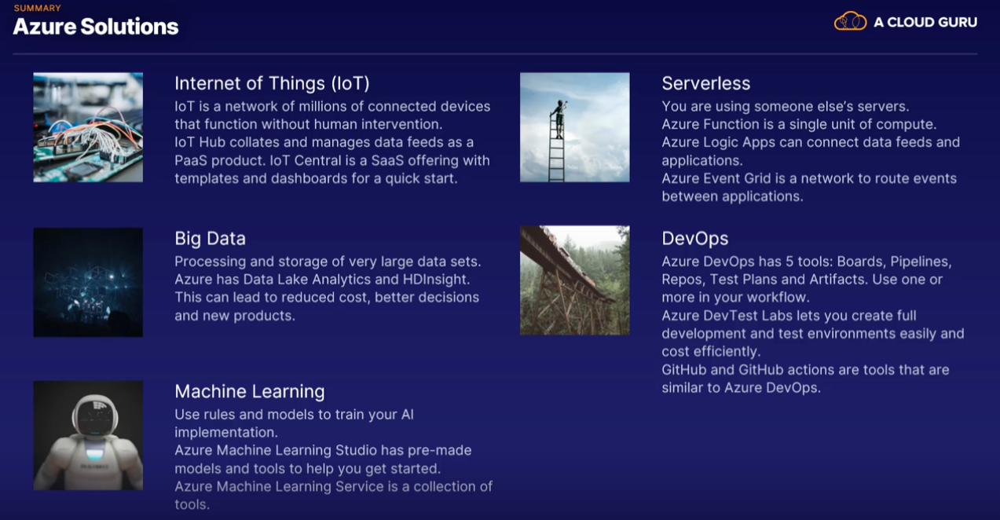 SUMMARY
Azure Solutions
A CLOUD GURU
Internet of Things (IoT)
IoT is a network of millions of connected devices
that function without human intervention.
IoT Hub collates and manages data feeds as a
PaaS product. IoT Central is a SaaS offering with
templates and dashboards for a quick start.
Big Data
Processing and storage of very large data sets.
Azure has Data Lake Analytics and HDInsight.
This can lead to reduced cost, better decisions
and new products.
Machine Learning
Use rules and models to train your AI
implementation.
Azure Machine Learning Studio has pre-made
models and tools to help you get started.
Azure Machine Learning Service is a collection of
tools.
Serverless
You are using someone else’s servers.
Azure Function is a single unit of compute.
Azure Logic Apps can connect data feeds and
applications.
Azure Event Grid is a network to route events
between applications.
DevOps
Azure DevOps has 5 tools: Boards, Pipelines,
Repos, Test Plans and Artifacts. Use one or
more in your workflow.
Azure DevTest Labs lets you create full
development and test environments easily and
cost efficiently.
GitHub and GitHub actions are tools that are
similar to Azure DevOps.